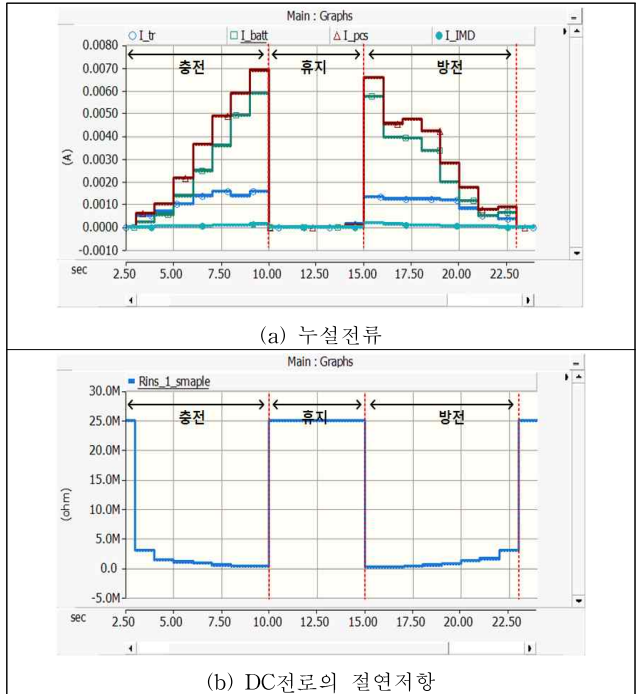 Main : Graphs
I_tr I_batt I_pcs I_IMD
0.0080
0.0070
0.0060
0.0050
0.0040
0.0030
0.0020
0.0010
0.0000
-0.0010
(A)
충전 휴지 방전
sec 2.50 5.00 7.50 10.00 12.50 15.00 17.50 20.00 22.50
(a) 누설전류
Main : Graphs
Rins_1_smaple
30.0M
25.0M
20.0M
15.0M
10.0M
5.0M
0.0
-5.0M
(ohm)
충전 휴지 방전
sec 2.50 5.00 7.50 10.00 12.50 15.00 17.50 20.00 22.50
(b) DC전로의 절연저항